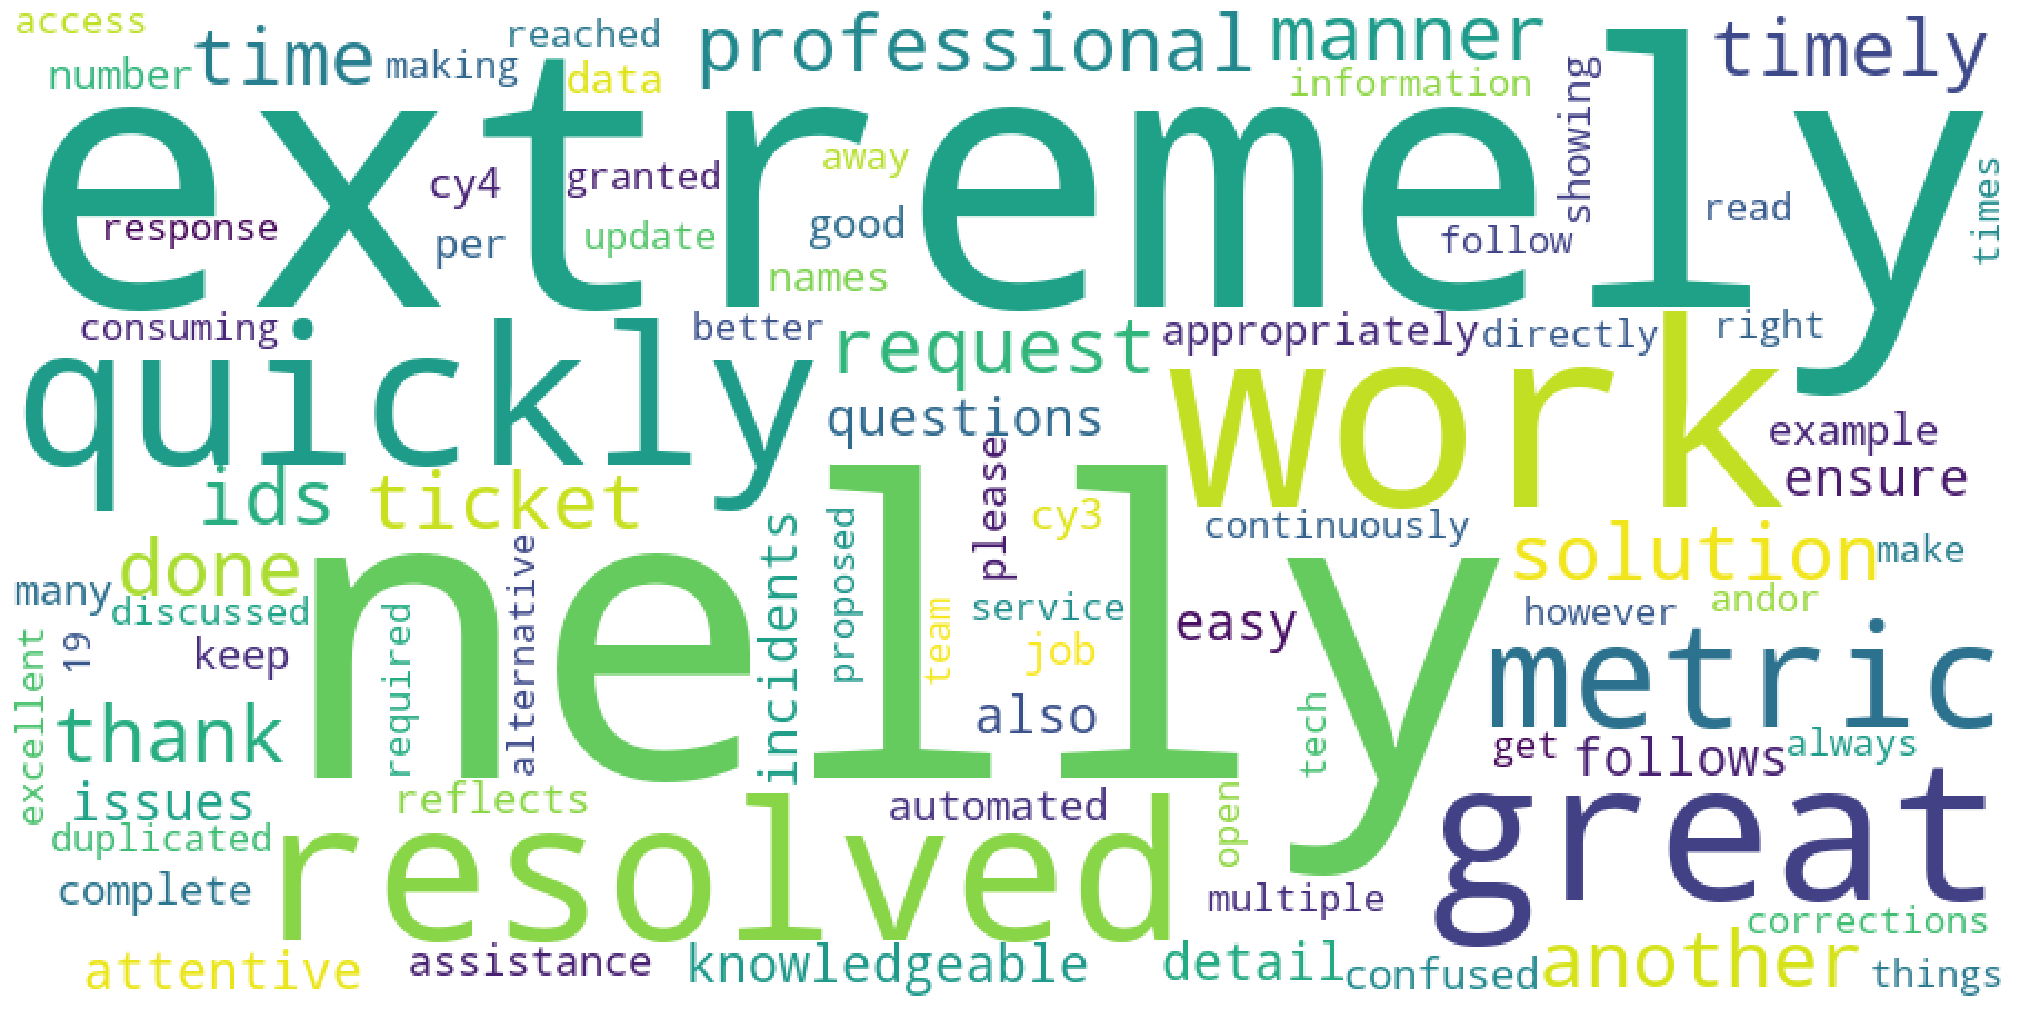 access
time
making
reached
professional
manner
timely
number
data
information
showing
extremely
cy4
granted
away
times
response
per
update
good
names
follow
read
consuming
quickly
better
request
appropriately
directly
right
questions
work
example
ensure
ids
ticket
please
cy3
continuously
solution
make
done
nelly
alternative
incidents
proposed
many
discussed
service
easy
however
andor
19
keep
required
team
job
metric
excellent
thank
also
tech
get
follows
always
issues
reflects
automated
open
great
duplicated
resolved
complete
multiple
corrections
attentive
assistance
knowledgeable
detail
confused
another
things